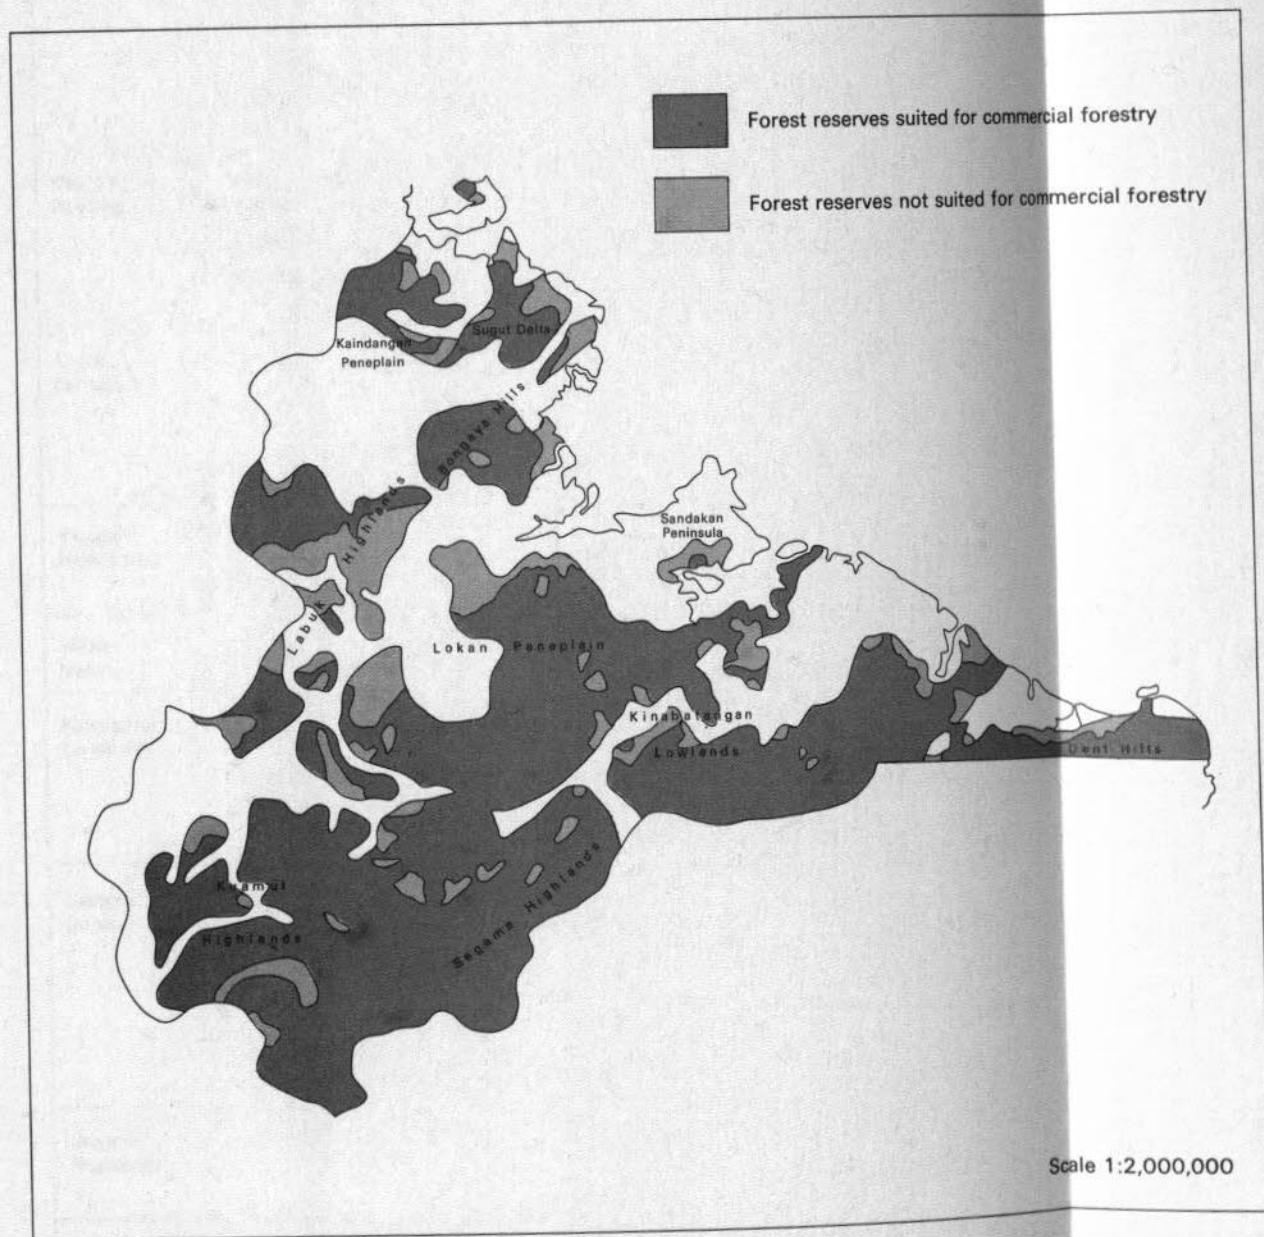 Forest reserves suited for commercial forestry
Forest reserves not suited for commercial forestry
Kaindangan
Peneplain
Sugut Delta
Bongaya Hills
Labuk Highlands
Sandakan
Peninsula
Lokan Peneplain
Kinabatangan
Lowlands
Dent Hills
Kuamut
Highlands
Segama Highlands
Scale 1:2,000,000